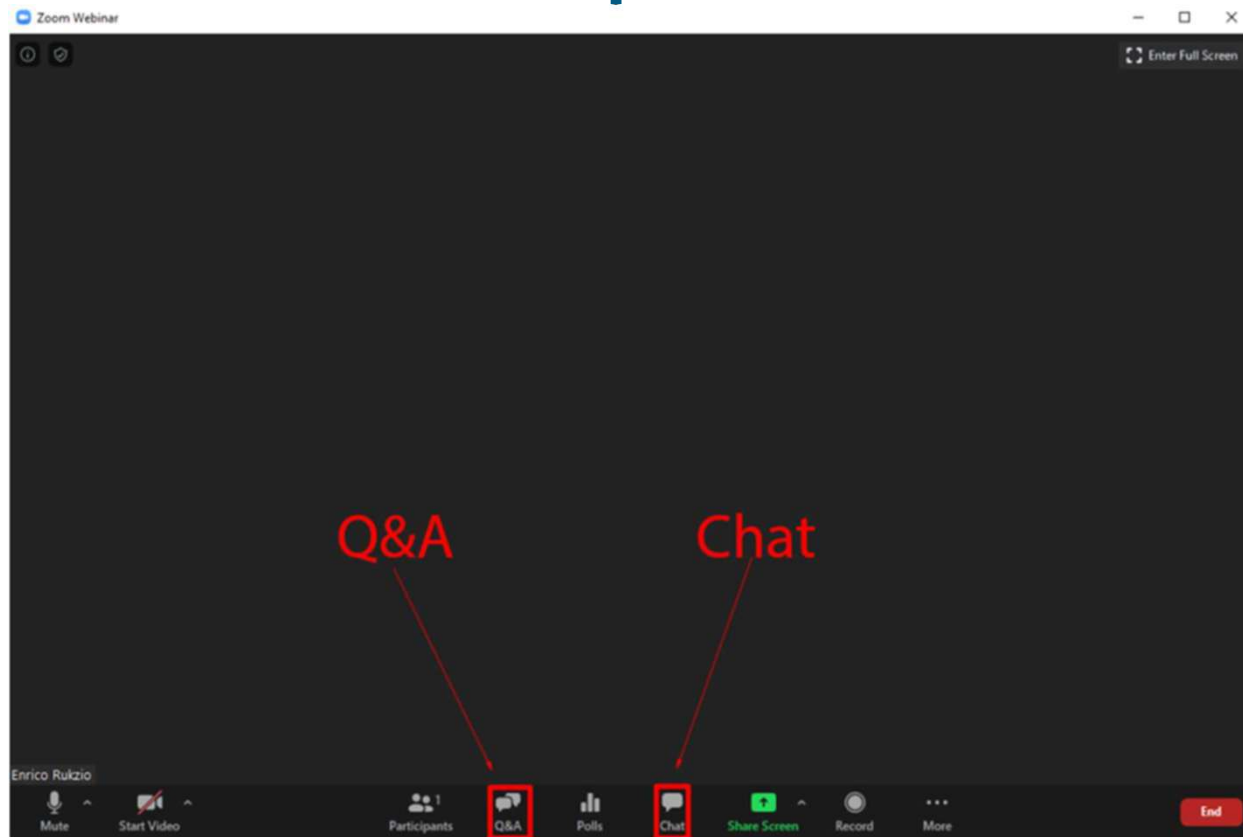 Zoom Webinar
Enter Full Screen
Q&A
Chat
Enrico Rukzio
Mute
Start Video
1
Participants
Q&A
Polls
Chat
Share Screen
Record
More
End